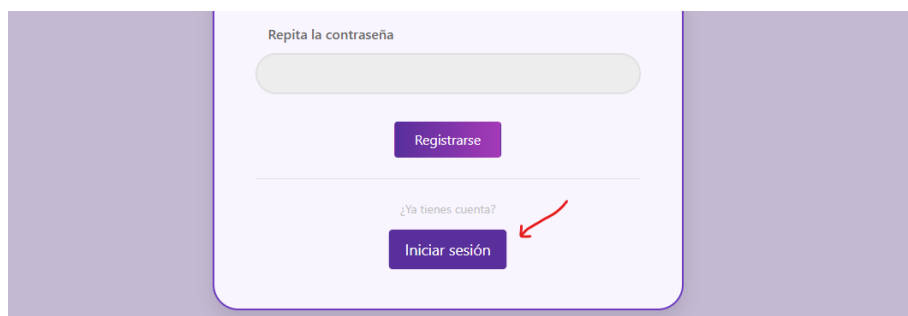 Repita la contraseña
Registrarse
¿Ya tienes cuenta?
Iniciar sesión